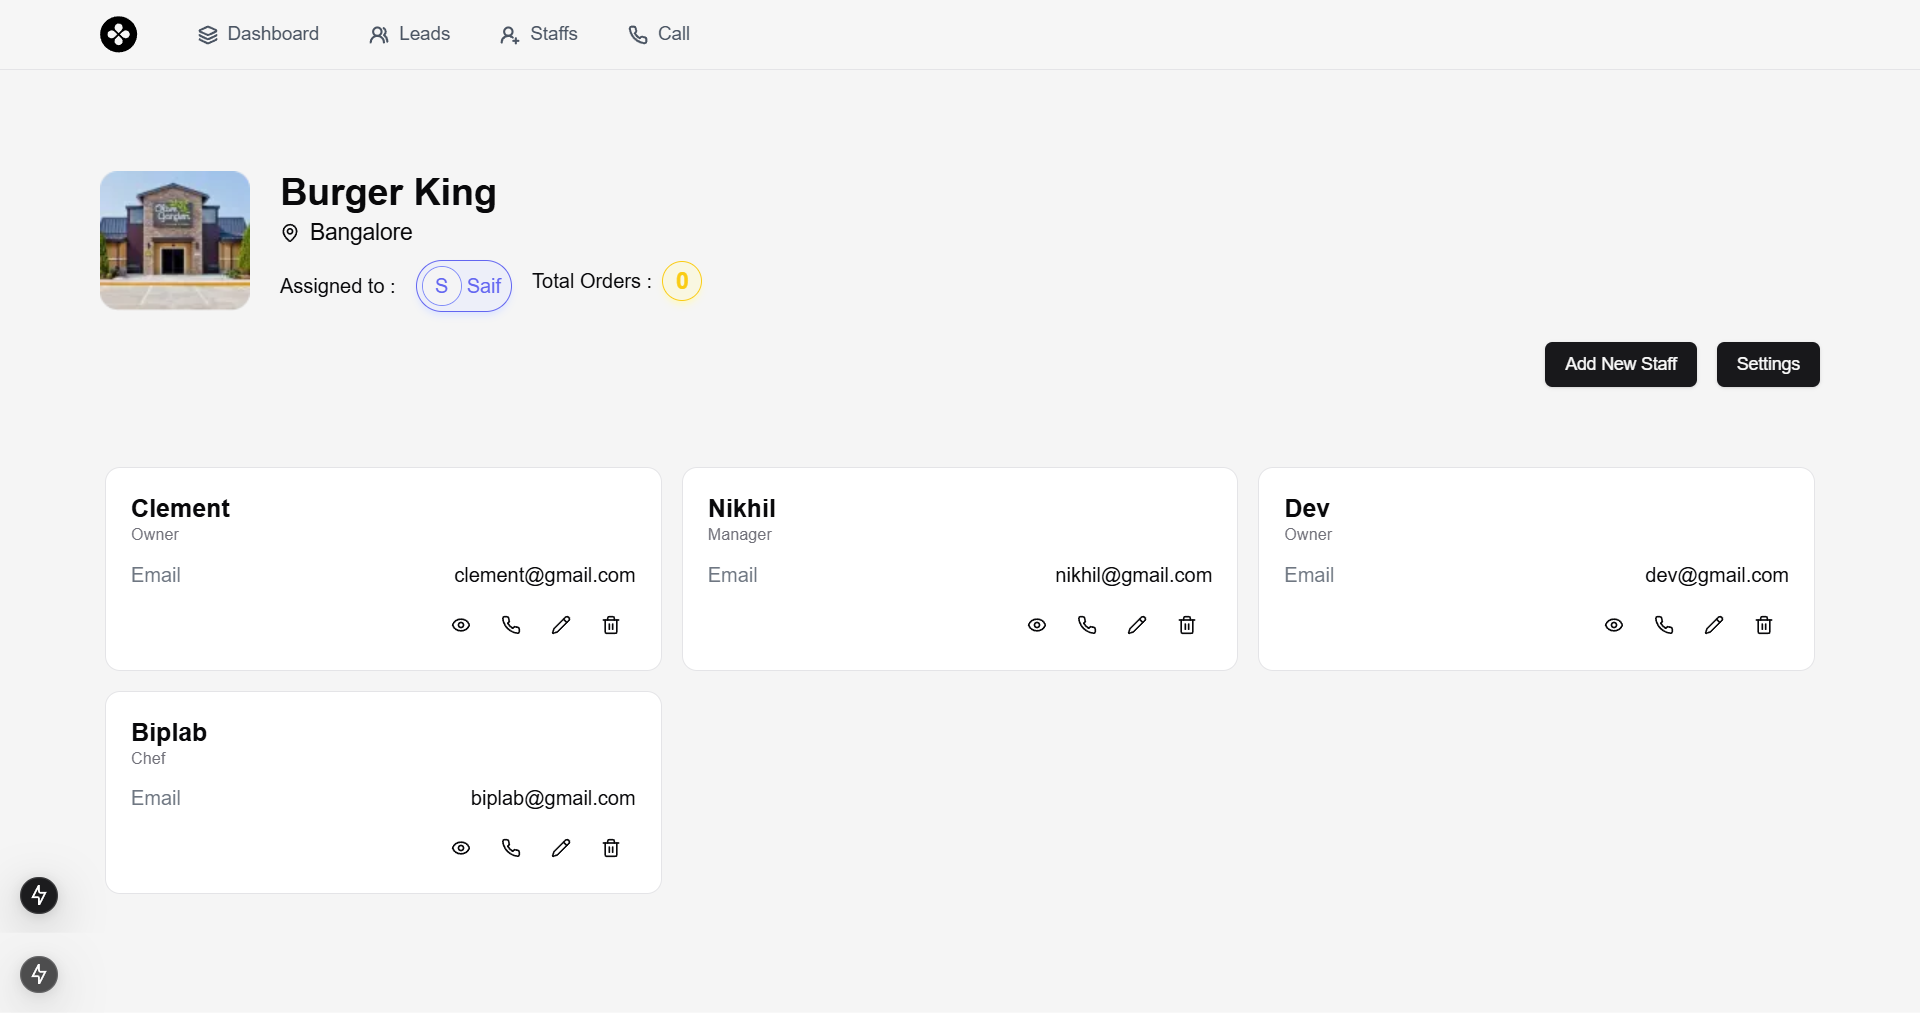 Dashboard Leads Staffs Call
Burger King
Bangalore
Assigned to : S Saif Total Orders : 0
Add New Staff Settings
Clement
Owner
Email clement@gmail.com
Nikhil
Manager
Email nikhil@gmail.com
Dev
Owner
Email dev@gmail.com
Biplab
Chef
Email biplab@gmail.com